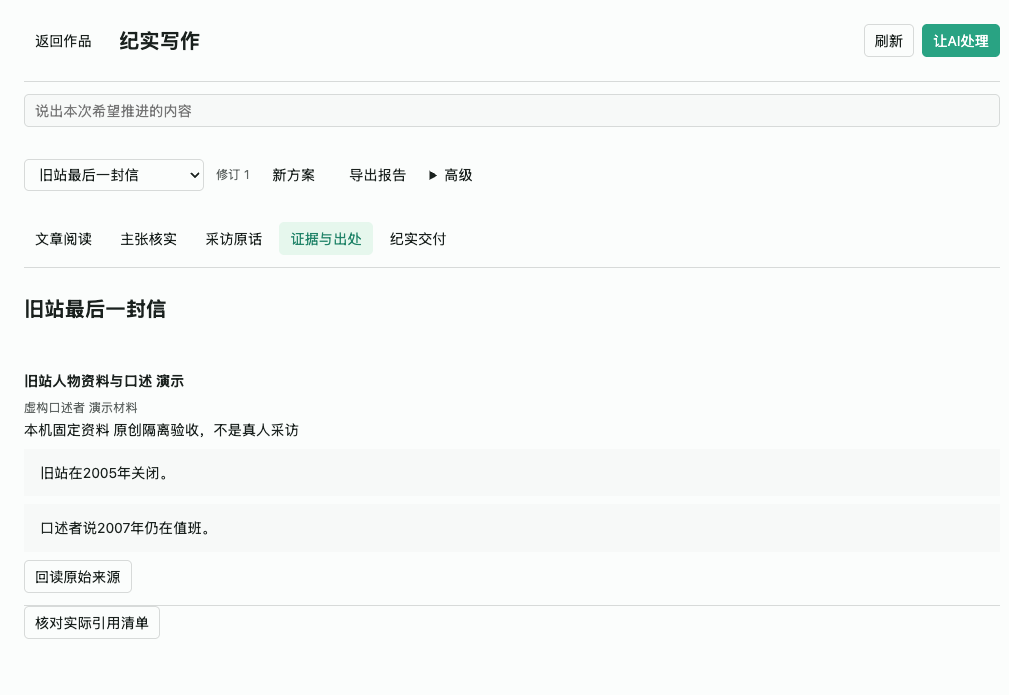 返回作品 纪实写作 刷新 让AI处理
说出本次希望推进的内容
旧站最后一封信 修订 1 新方案 导出报告 ▶ 高级
文章阅读 主张核实 采访原话 证据与出处 纪实交付
旧站最后一封信
旧站人物资料与口述 演示
虚构口述者 演示材料
本机固定资料 原创隔离验收，不是真人采访
旧站在2005年关闭。
口述者说2007年仍在值班。
回读原始来源
核对实际引用清单